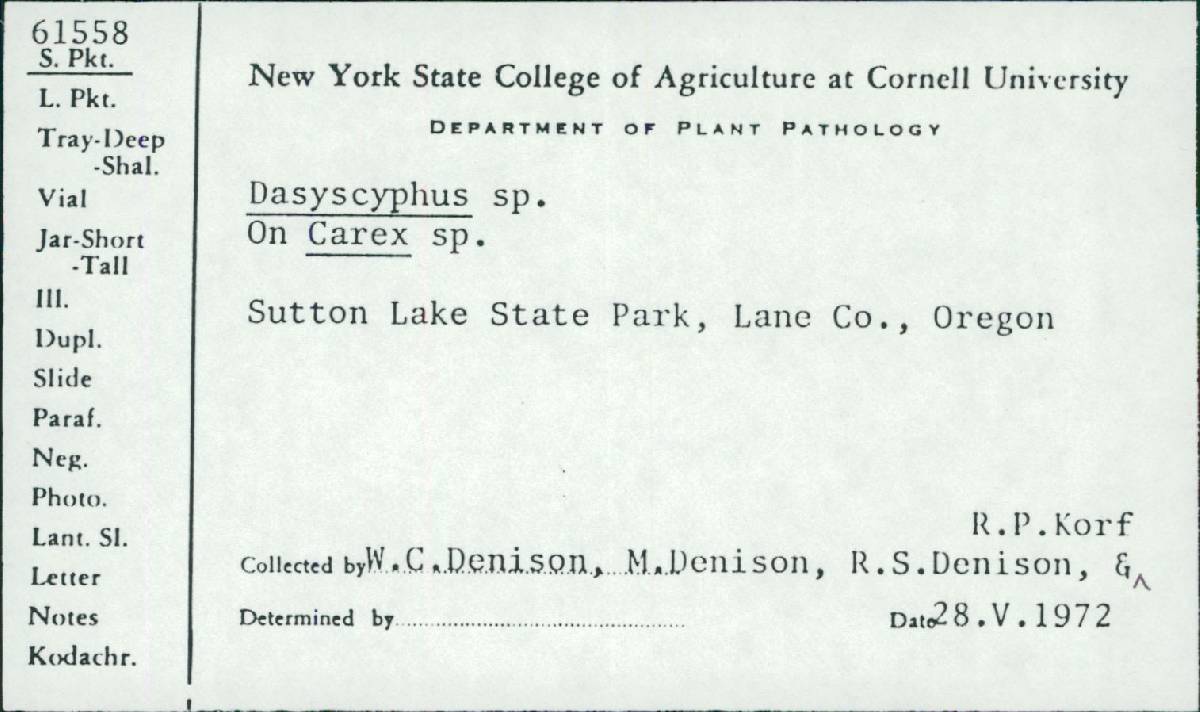 61558
S. Pkt.
L. Pkt.
Tray-Deep
-Shal.
Vial
Jar-Short
-Tall
Ill.
Dupl.
Slide
Paraf.
Neg.
Photo.
Lant. Sl.
Letter
Notes
Kodachr.
New York State College of Agriculture at Cornell University
DEPARTMENT OF PLANT PATHOLOGY
Dasyscyphus sp.
On Carex sp.
Sutton Lake State Park, Lane Co., Oregon
R.P.Korf
Collected by W.C.Denison, M.Denison, R.S.Denison, &
Determined by
Date 28.V.1972